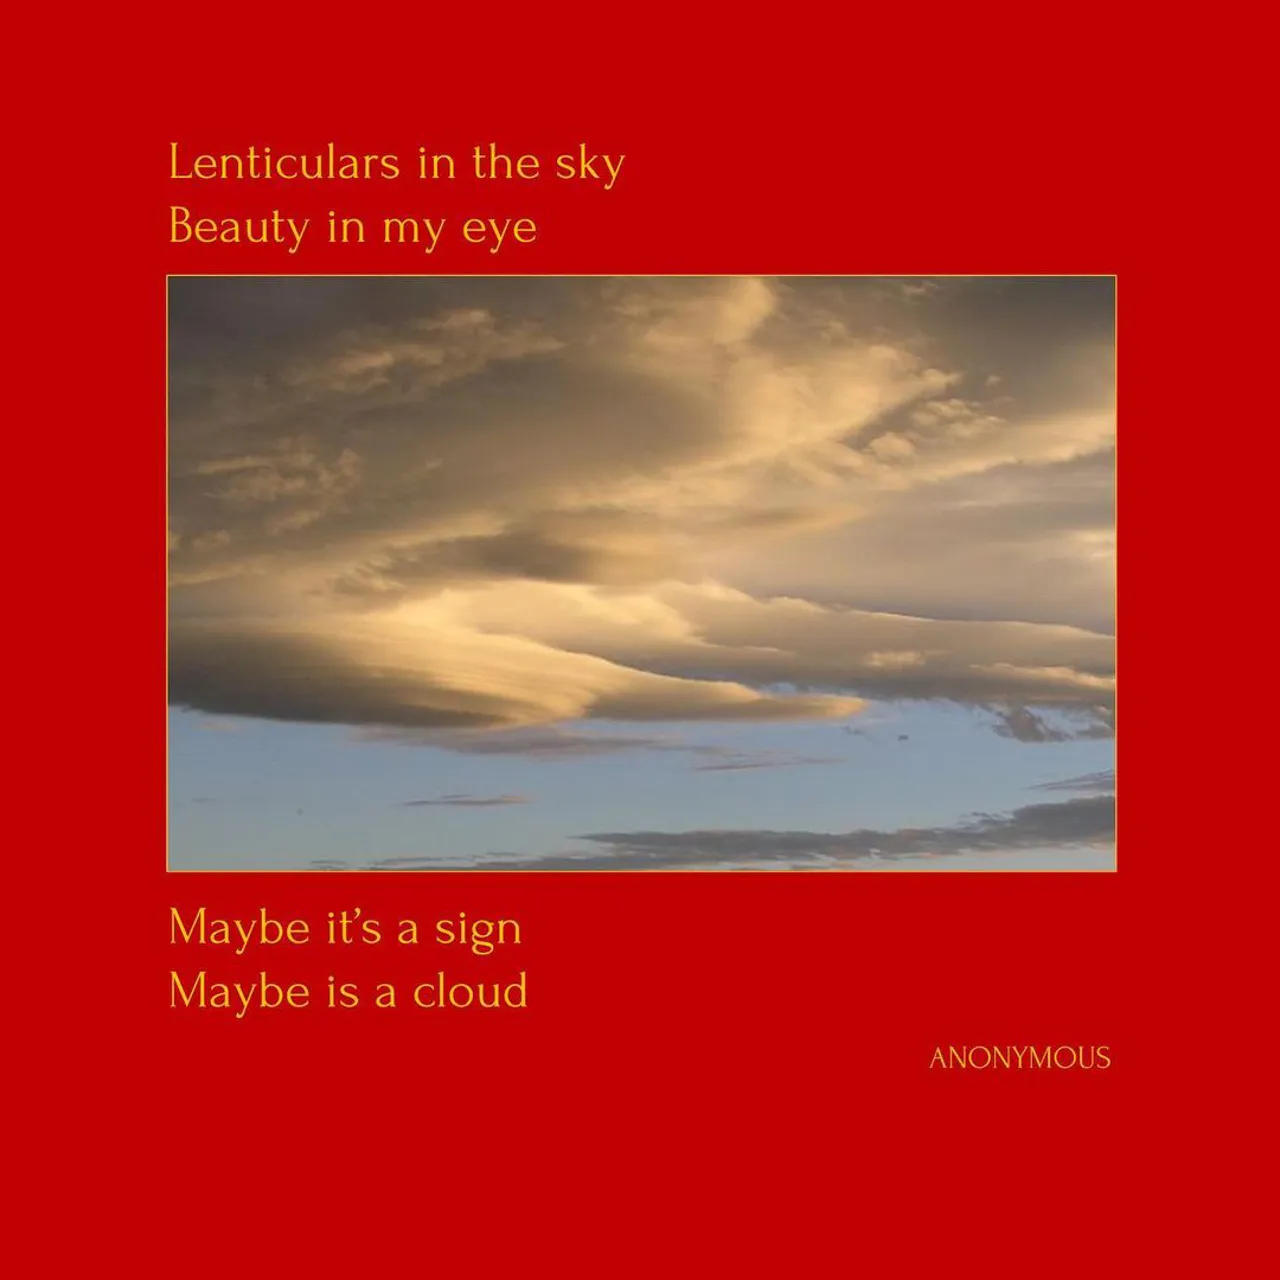 Lenticulars in the sky
Beauty in my eye
Maybe it’s a sign
Maybe is a cloud
ANONYMOUS